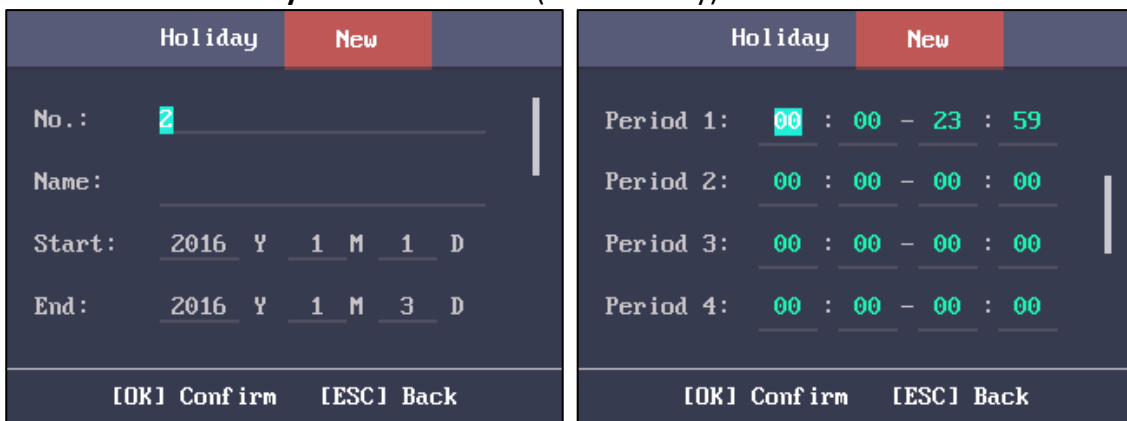 Holiday New
No.: 2
Name:
Start: 2016 Y 1 M 1 D
End: 2016 Y 1 M 3 D
[OK] Confirm [ESC] Back
Holiday New
Period 1: 00 : 00 - 23 : 59
Period 2: 00 : 00 - 00 : 00
Period 3: 00 : 00 - 00 : 00
Period 4: 00 : 00 - 00 : 00
[OK] Confirm [ESC] Back